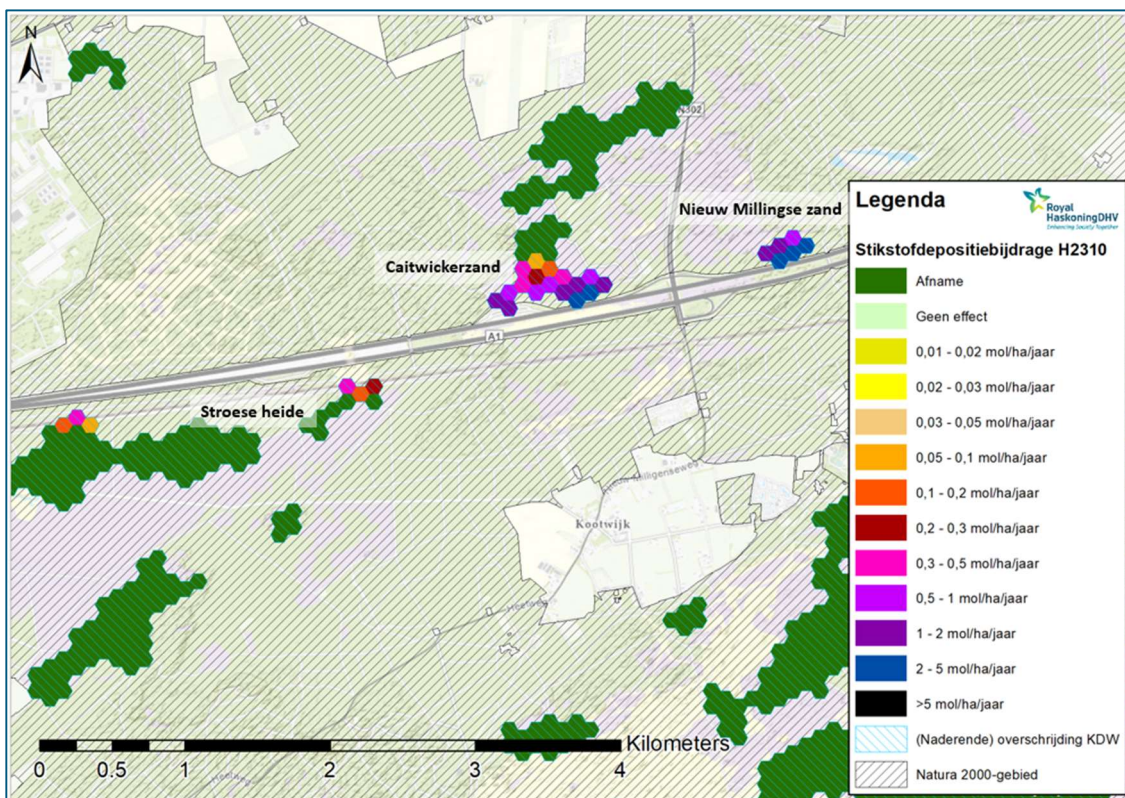 N
N302
Nieuw Millingse zand
Caitwickerzand
A1
Stroese heide
Kootwijk
Heetweg
Kilometers
0 0.5 1 2 3 4
Legenda
Royal
HaskoningDHV
Enhancing Society Together
Stikstofdepositiebijdrage H2310
Afname
Geen effect
0,01 - 0,02 mol/ha/jaar
0,02 - 0,03 mol/ha/jaar
0,03 - 0,05 mol/ha/jaar
0,05 - 0,1 mol/ha/jaar
0,1 - 0,2 mol/ha/jaar
0,2 - 0,3 mol/ha/jaar
0,3 - 0,5 mol/ha/jaar
0,5 - 1 mol/ha/jaar
1 - 2 mol/ha/jaar
2 - 5 mol/ha/jaar
>5 mol/ha/jaar
(Naderende) overschrijding KDW
Natura 2000-gebied